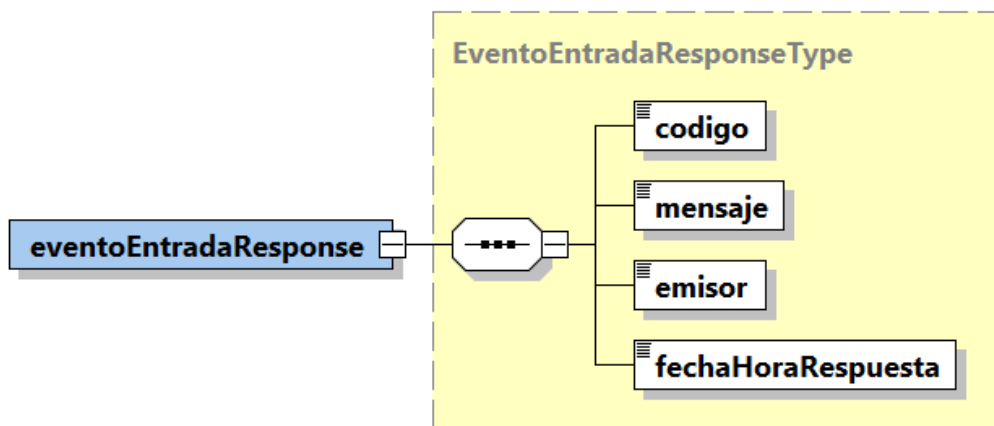 EventoEntradaResponseType
codigo
mensaje
eventoEntradaResponse
emisor
fechaHoraRespuesta